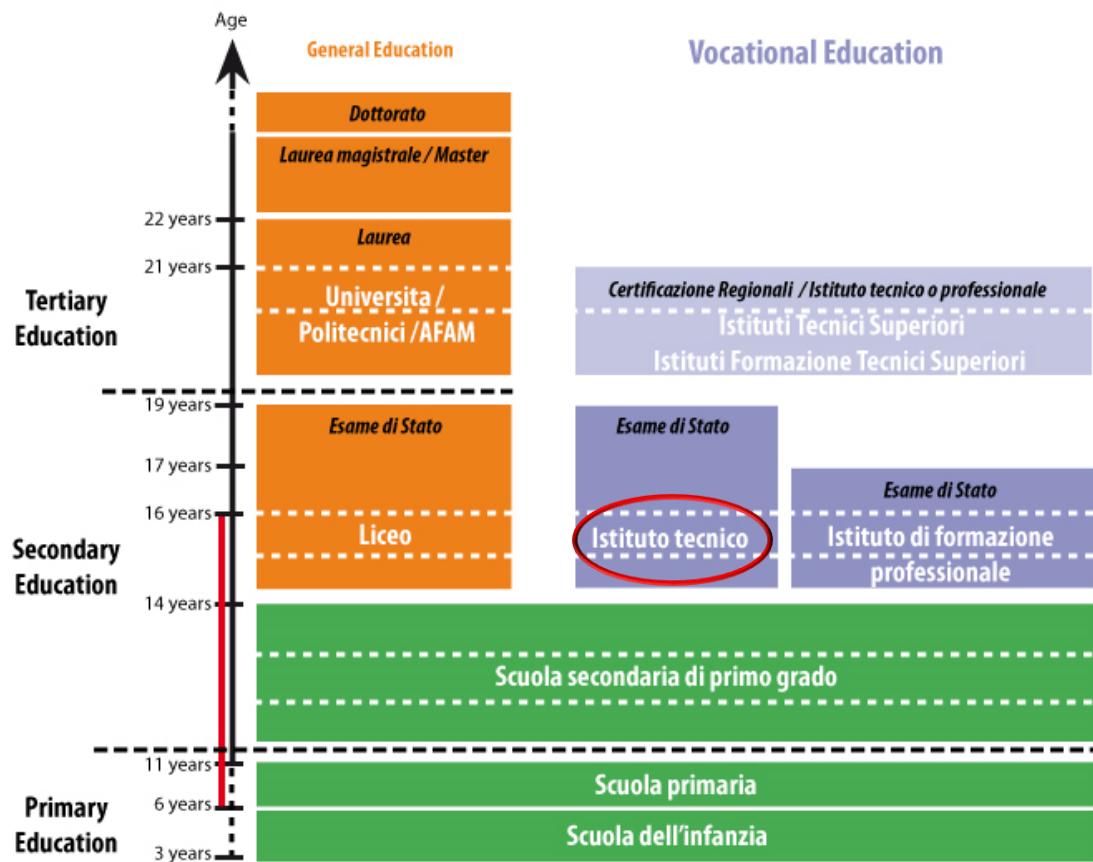 Age
General Education
Vocational Education
Dottorato
Laurea magistrale / Master
22 years
Laurea
21 years
Tertiary
Education
Universita /
Politecnici /AFAM
Certificazione Regionali / Istituto tecnico o professionale
Istituti Tecnici Superiori
Istituti Formazione Tecnici Superiori
19 years
Esame di Stato
Esame di Stato
17 years
Esame di Stato
16 years
Secondary
Education
Liceo
Istituto tecnico
Istituto di formazione
professionale
14 years
Scuola secondaria di primo grado
11 years
Scuola primaria
6 years
Primary
Education
Scuola dell'infanzia
3 years